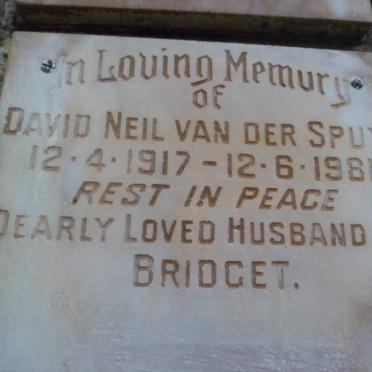 In Loving Memory
of
DAVID NEIL VAN DER SPUY
12·4·1917 – 12·6·198
REST IN PEACE
DEARLY LOVED HUSBAND
BRIDGET.